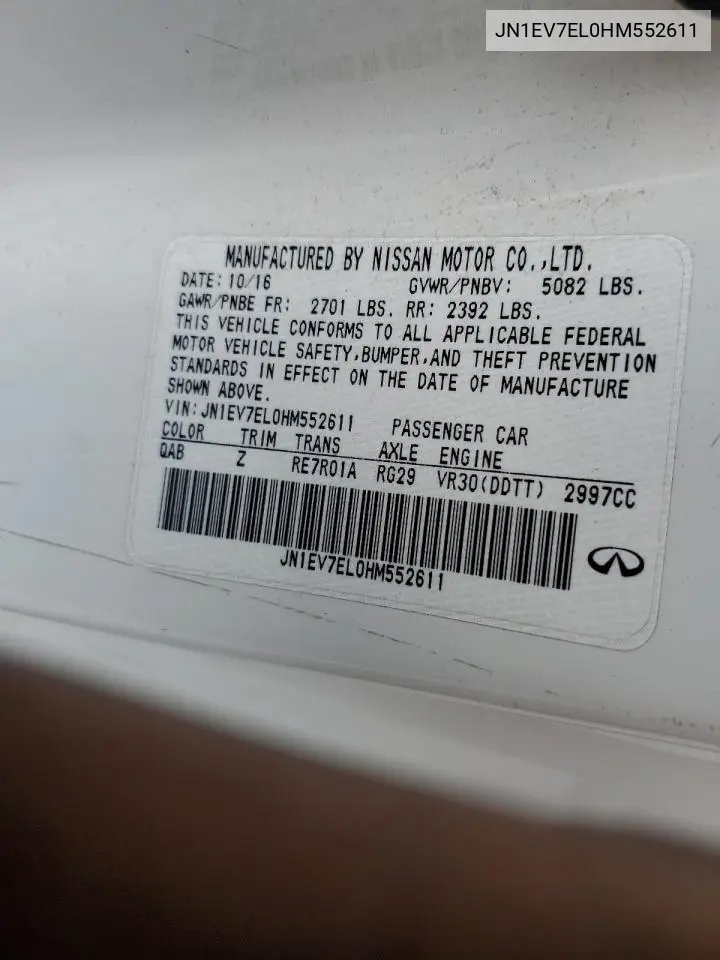 JN1EV7EL0HM552611
MANUFACTURED BY NISSAN MOTOR CO.,LTD.
DATE: 10/16 GVWR/PNBV: 5082 LBS.
GAWR/PNBE FR: 2701 LBS. RR: 2392 LBS.
THIS VEHICLE CONFORMS TO ALL APPLICABLE FEDERAL
MOTOR VEHICLE SAFETY,BUMPER,AND THEFT PREVENTION
STANDARDS IN EFFECT ON THE DATE OF MANUFACTURE
SHOWN ABOVE.
VIN: JN1EV7EL0HM552611 PASSENGER CAR
COLOR TRIM TRANS AXLE ENGINE
QAB Z RE7R01A RG29 VR30(DDTT) 2997CC
JN1EV7EL0HM552611